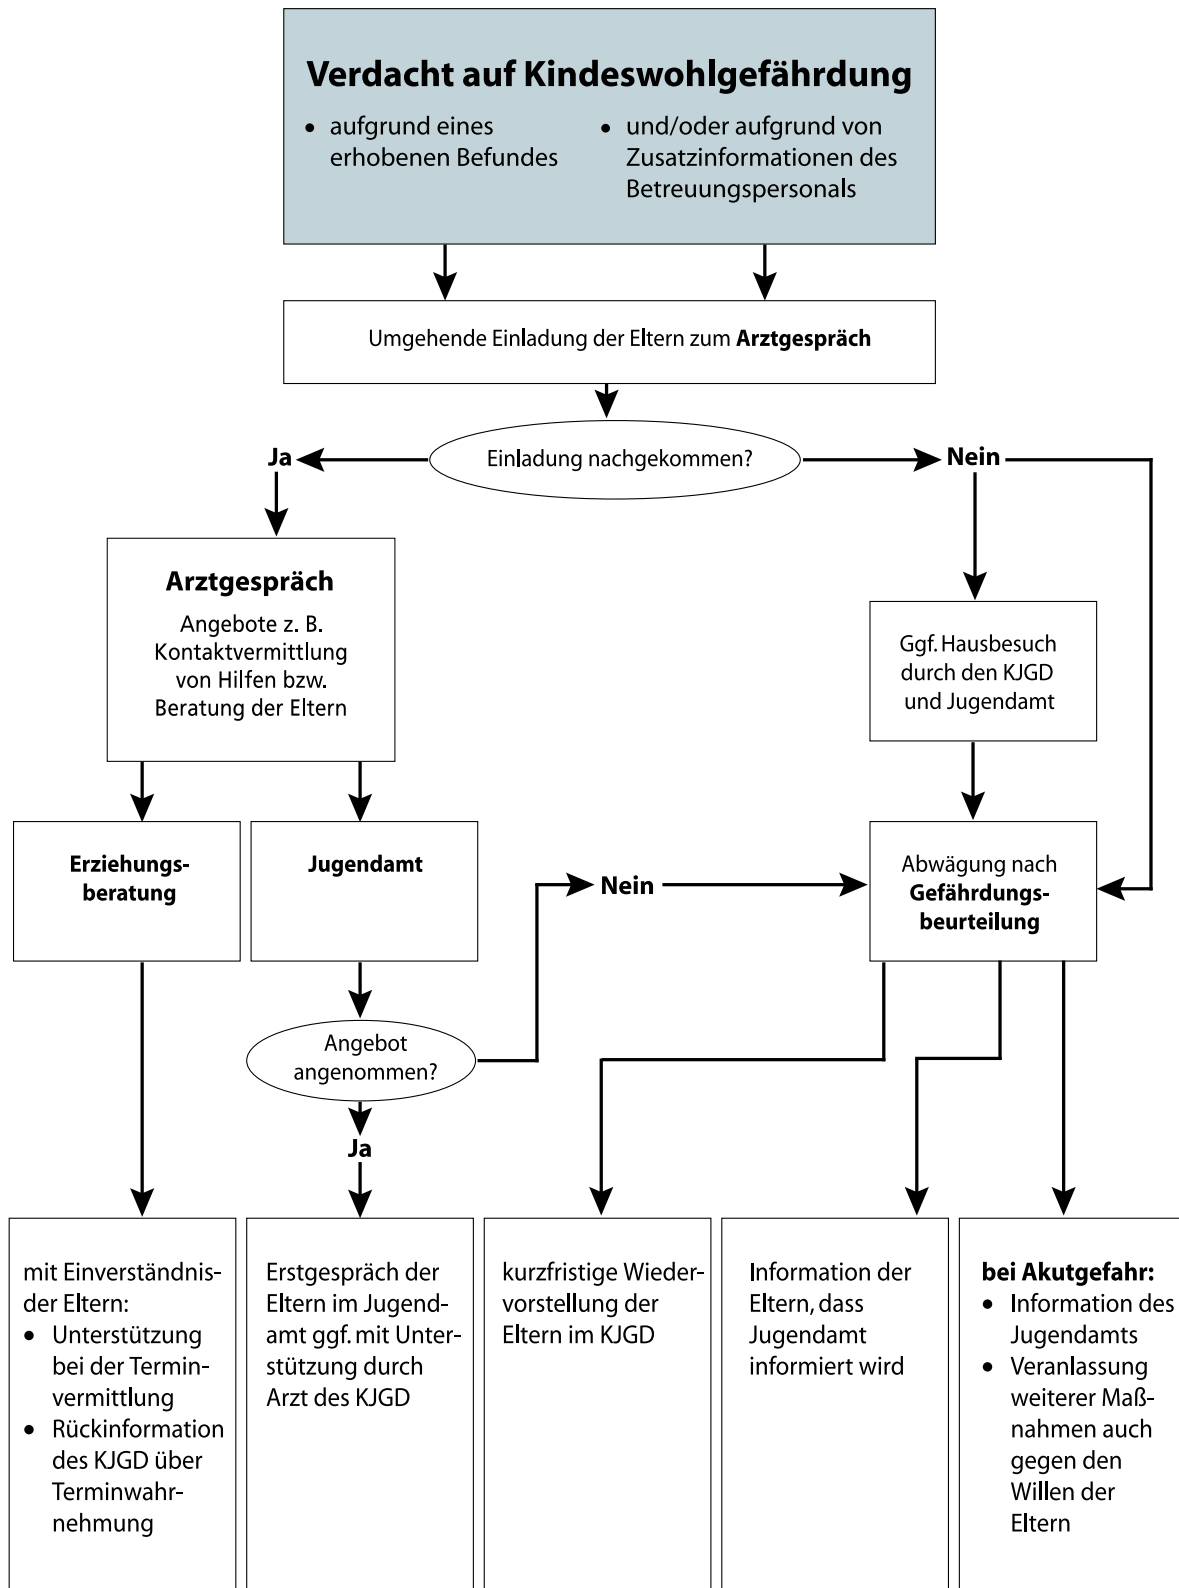 Verdacht auf Kindeswohlgefährdung
• aufgrund eines
erhobenen Befundes
• und/oder aufgrund von
Zusatzinformationen des
Betreuungspersonals
Umgehende Einladung der Eltern zum Arztgespräch
Einladung nachgekommen?
Ja
Nein
Arztgespräch
Angebote z. B.
Kontaktvermittlung
von Hilfen bzw.
Beratung der Eltern
Ggf. Hausbesuch
durch den KJGD
und Jugendamt
Erziehungs-
beratung
Jugendamt
Nein
Abwägung nach
Gefährdungs-
beurteilung
Angebot
angenommen?
Ja
mit Einverständnis-
der Eltern:
• Unterstützung
bei der Termin-
vermittlung
• Rückinformation
des KJGD über
Terminwahr-
nehmung
Erstgespräch der
Eltern im Jugend-
amt ggf. mit Unter-
stützung durch
Arzt des KJGD
kurzfristige Wieder-
vorstellung der
Eltern im KJGD
Information der
Eltern, dass
Jugendamt
informiert wird
bei Akutgefahr:
• Information des
Jugendamts
• Veranlassung
weiterer Maß-
nahmen auch
gegen den
Willen der
Eltern